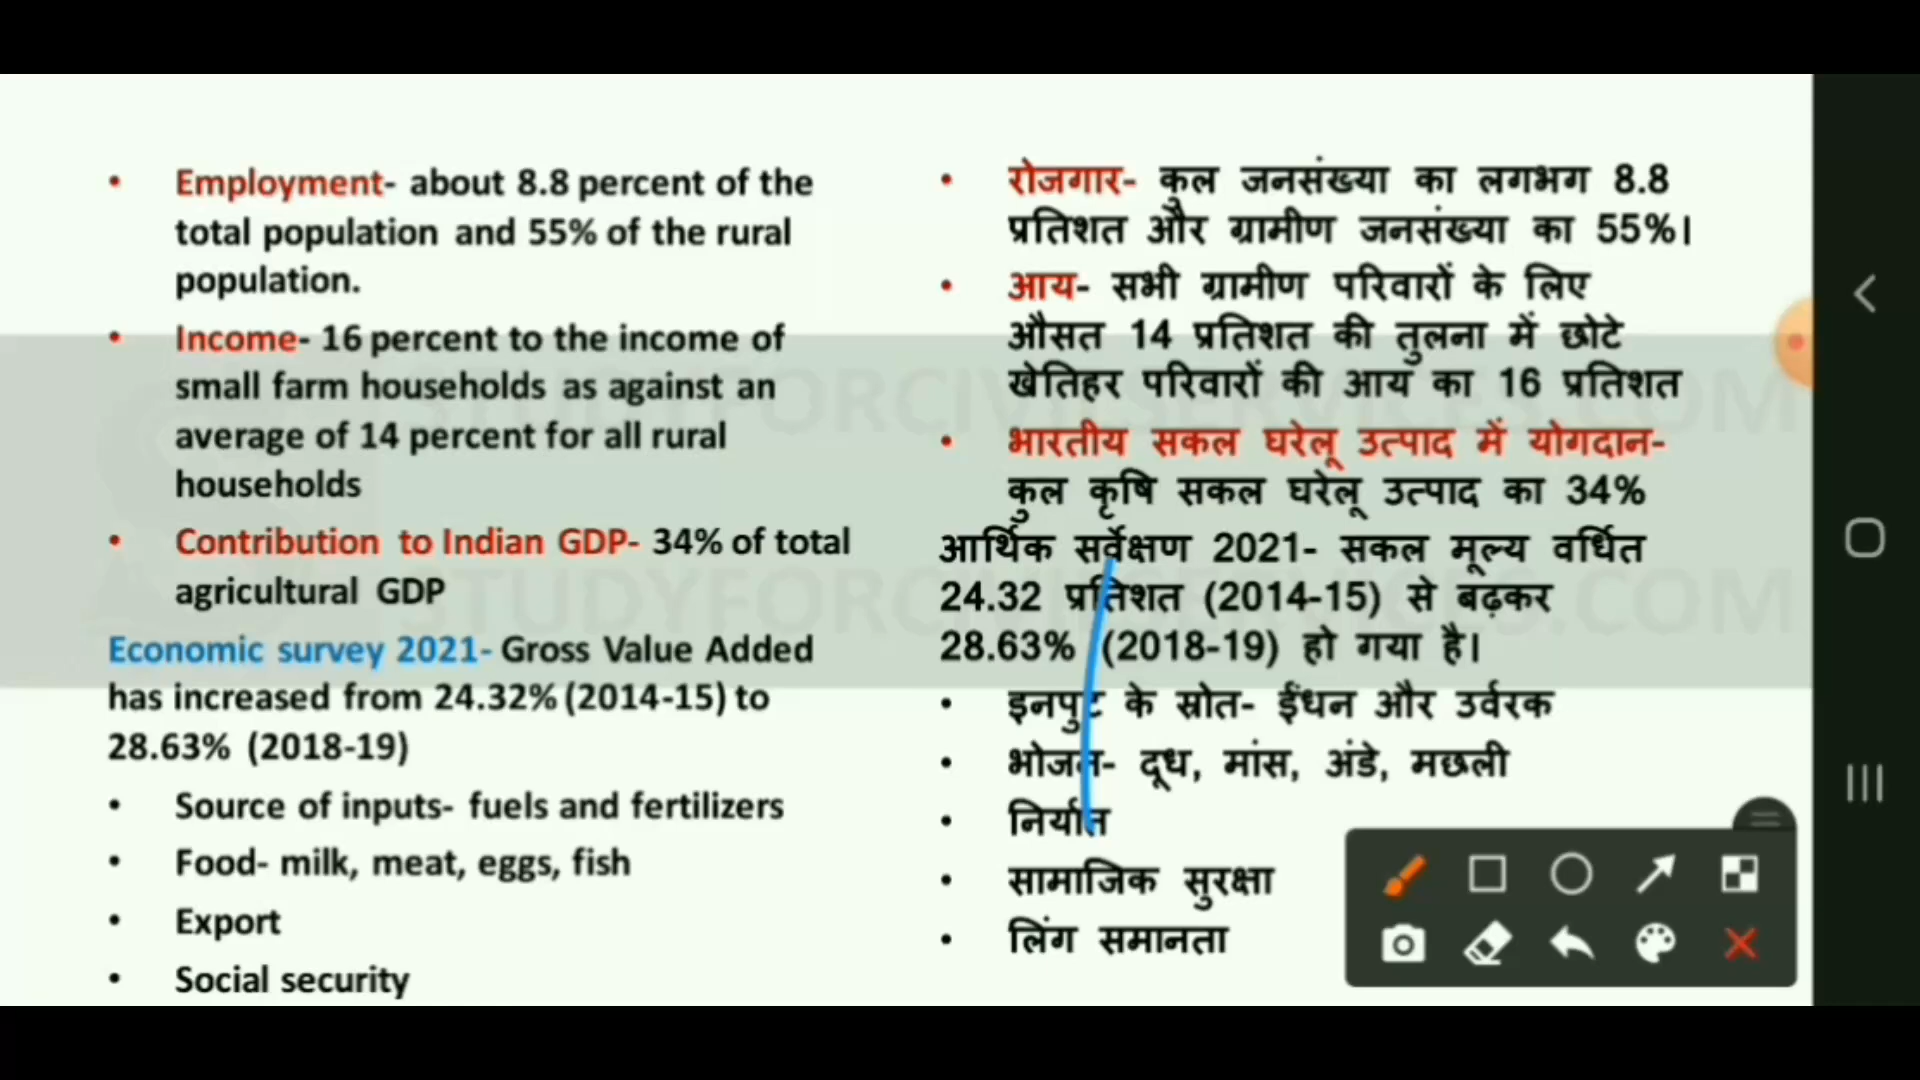 • Employment- about 8.8 percent of the
total population and 55% of the rural
population.
• Income- 16 percent to the income of
small farm households as against an
average of 14 percent for all rural
households
• Contribution to Indian GDP- 34% of total
agricultural GDP
Economic survey 2021- Gross Value Added
has increased from 24.32% (2014-15) to
28.63% (2018-19)
• Source of inputs- fuels and fertilizers
• Food- milk, meat, eggs, fish
• Export
• Social security
• रोजगार- कुल जनसंख्या का लगभग 8.8
प्रतिशत और ग्रामीण जनसंख्या का 55%।
• आय- सभी ग्रामीण परिवारों के लिए
औसत 14 प्रतिशत की तुलना में छोटे
खेतिहर परिवारों की आय का 16 प्रतिशत
• भारतीय सकल घरेलू उत्पाद में योगदान-
कुल कृषि सकल घरेलू उत्पाद का 34%
आर्थिक सर्वेक्षण 2021- सकल मूल्य वर्धित
24.32 प्रतिशत (2014-15) से बढ़कर
28.63% (2018-19) हो गया है।
• इनपुट के स्रोत- ईंधन और उर्वरक
• भोजन- दूध, मांस, अंडे, मछली
• निर्यात
• सामाजिक सुरक्षा
• लिंग समानता
STUDYFORCIVILSERVICES.COM
STUDYFORCIVILSERVICES.COM